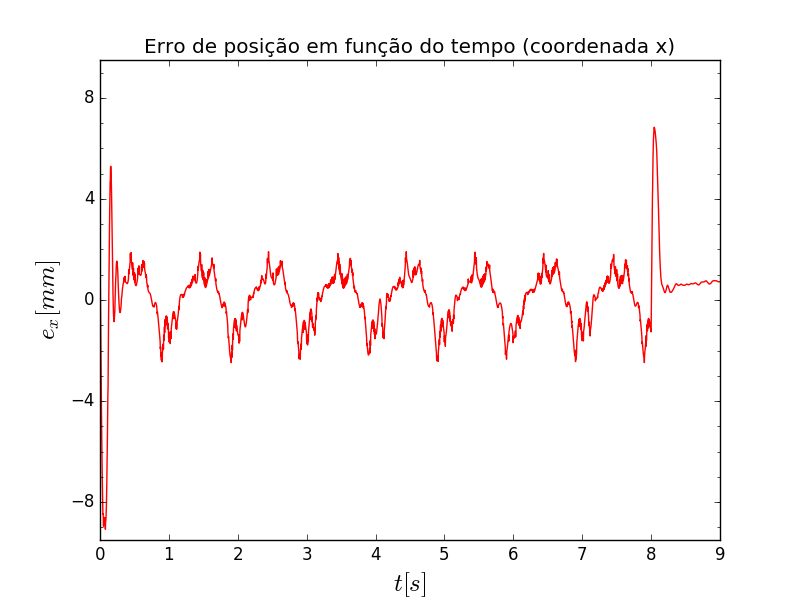 Erro de posição em função do tempo (coordenada x)
8
4
0
−4
−8
e_x[mm]
0 1 2 3 4 5 6 7 8 9
t[s]